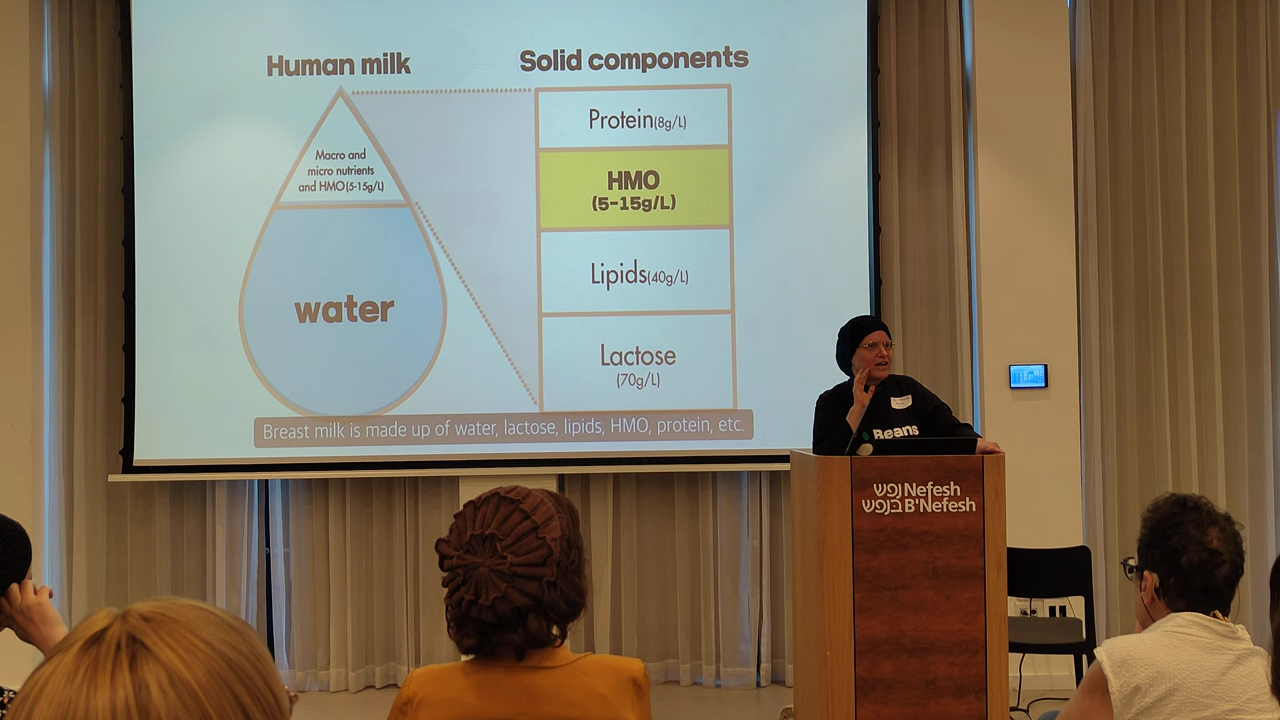 Human milk
Solid components
Macro and
micro nutrients
and HMO(5-15g/L)
water
Protein(8g/L)
HMO
(5-15g/L)
Lipids(40g/L)
Lactose
(70g/L)
Breast milk is made up of water, lactose, lipids, HMO, protein, etc.
Beans
נפש Nefesh
בנפש B'Nefesh